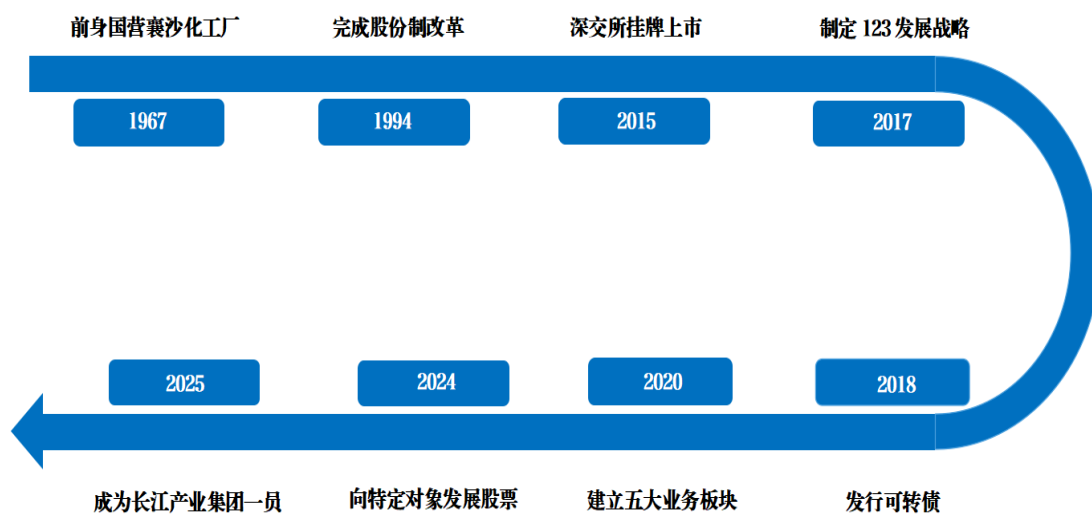 前身国营襄沙化工厂
完成股份制改革
深交所挂牌上市
制定 123 发展战略
1967
1994
2015
2017
2018
2020
2024
2025
发行可转债
建立五大业务板块
向特定对象发展股票
成为长江产业集团一员